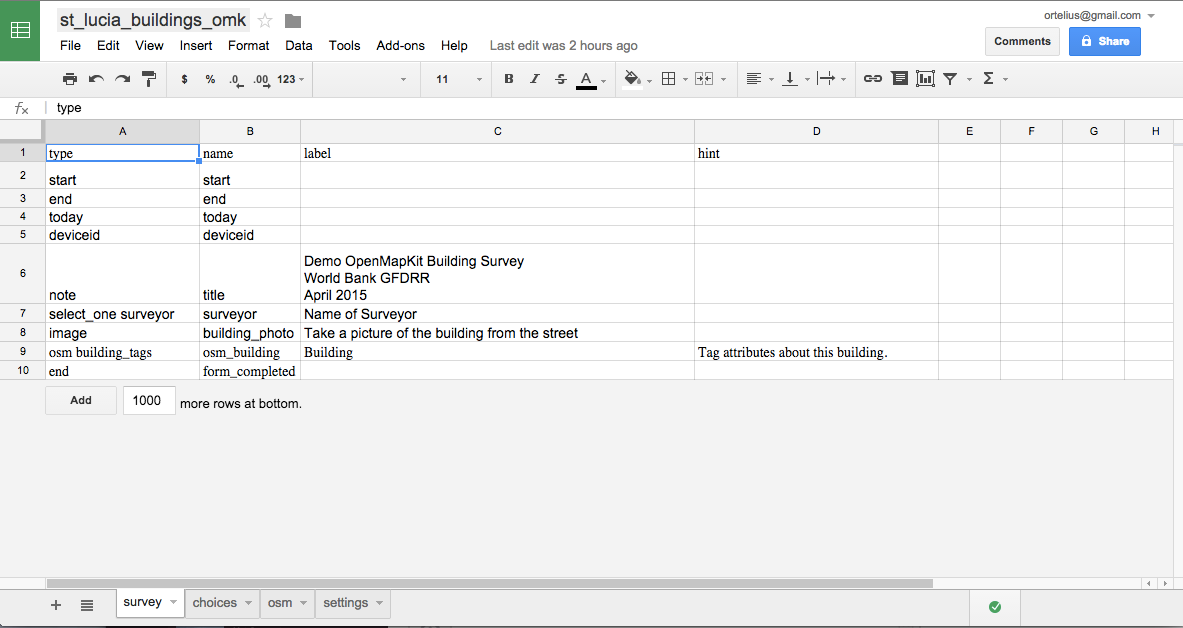 st_lucia_buildings_omk
ortelius@gmail.com
File Edit View Insert Format Data Tools Add-ons Help Last edit was 2 hours ago
Comments Share
$ % .0 .00 123 11 B I S A Σ
fx type
A B C D E F G H
1 type name label hint
2 start start
3 end end
4 today today
5 deviceid deviceid
Demo OpenMapKit Building Survey
World Bank GFDRR
6 note title April 2015
7 select_one surveyor surveyor Name of Surveyor
8 image building_photo Take a picture of the building from the street
9 osm building_tags osm_building Building Tag attributes about this building.
10 end form_completed
Add 1000 more rows at bottom.
+ survey choices osm settings